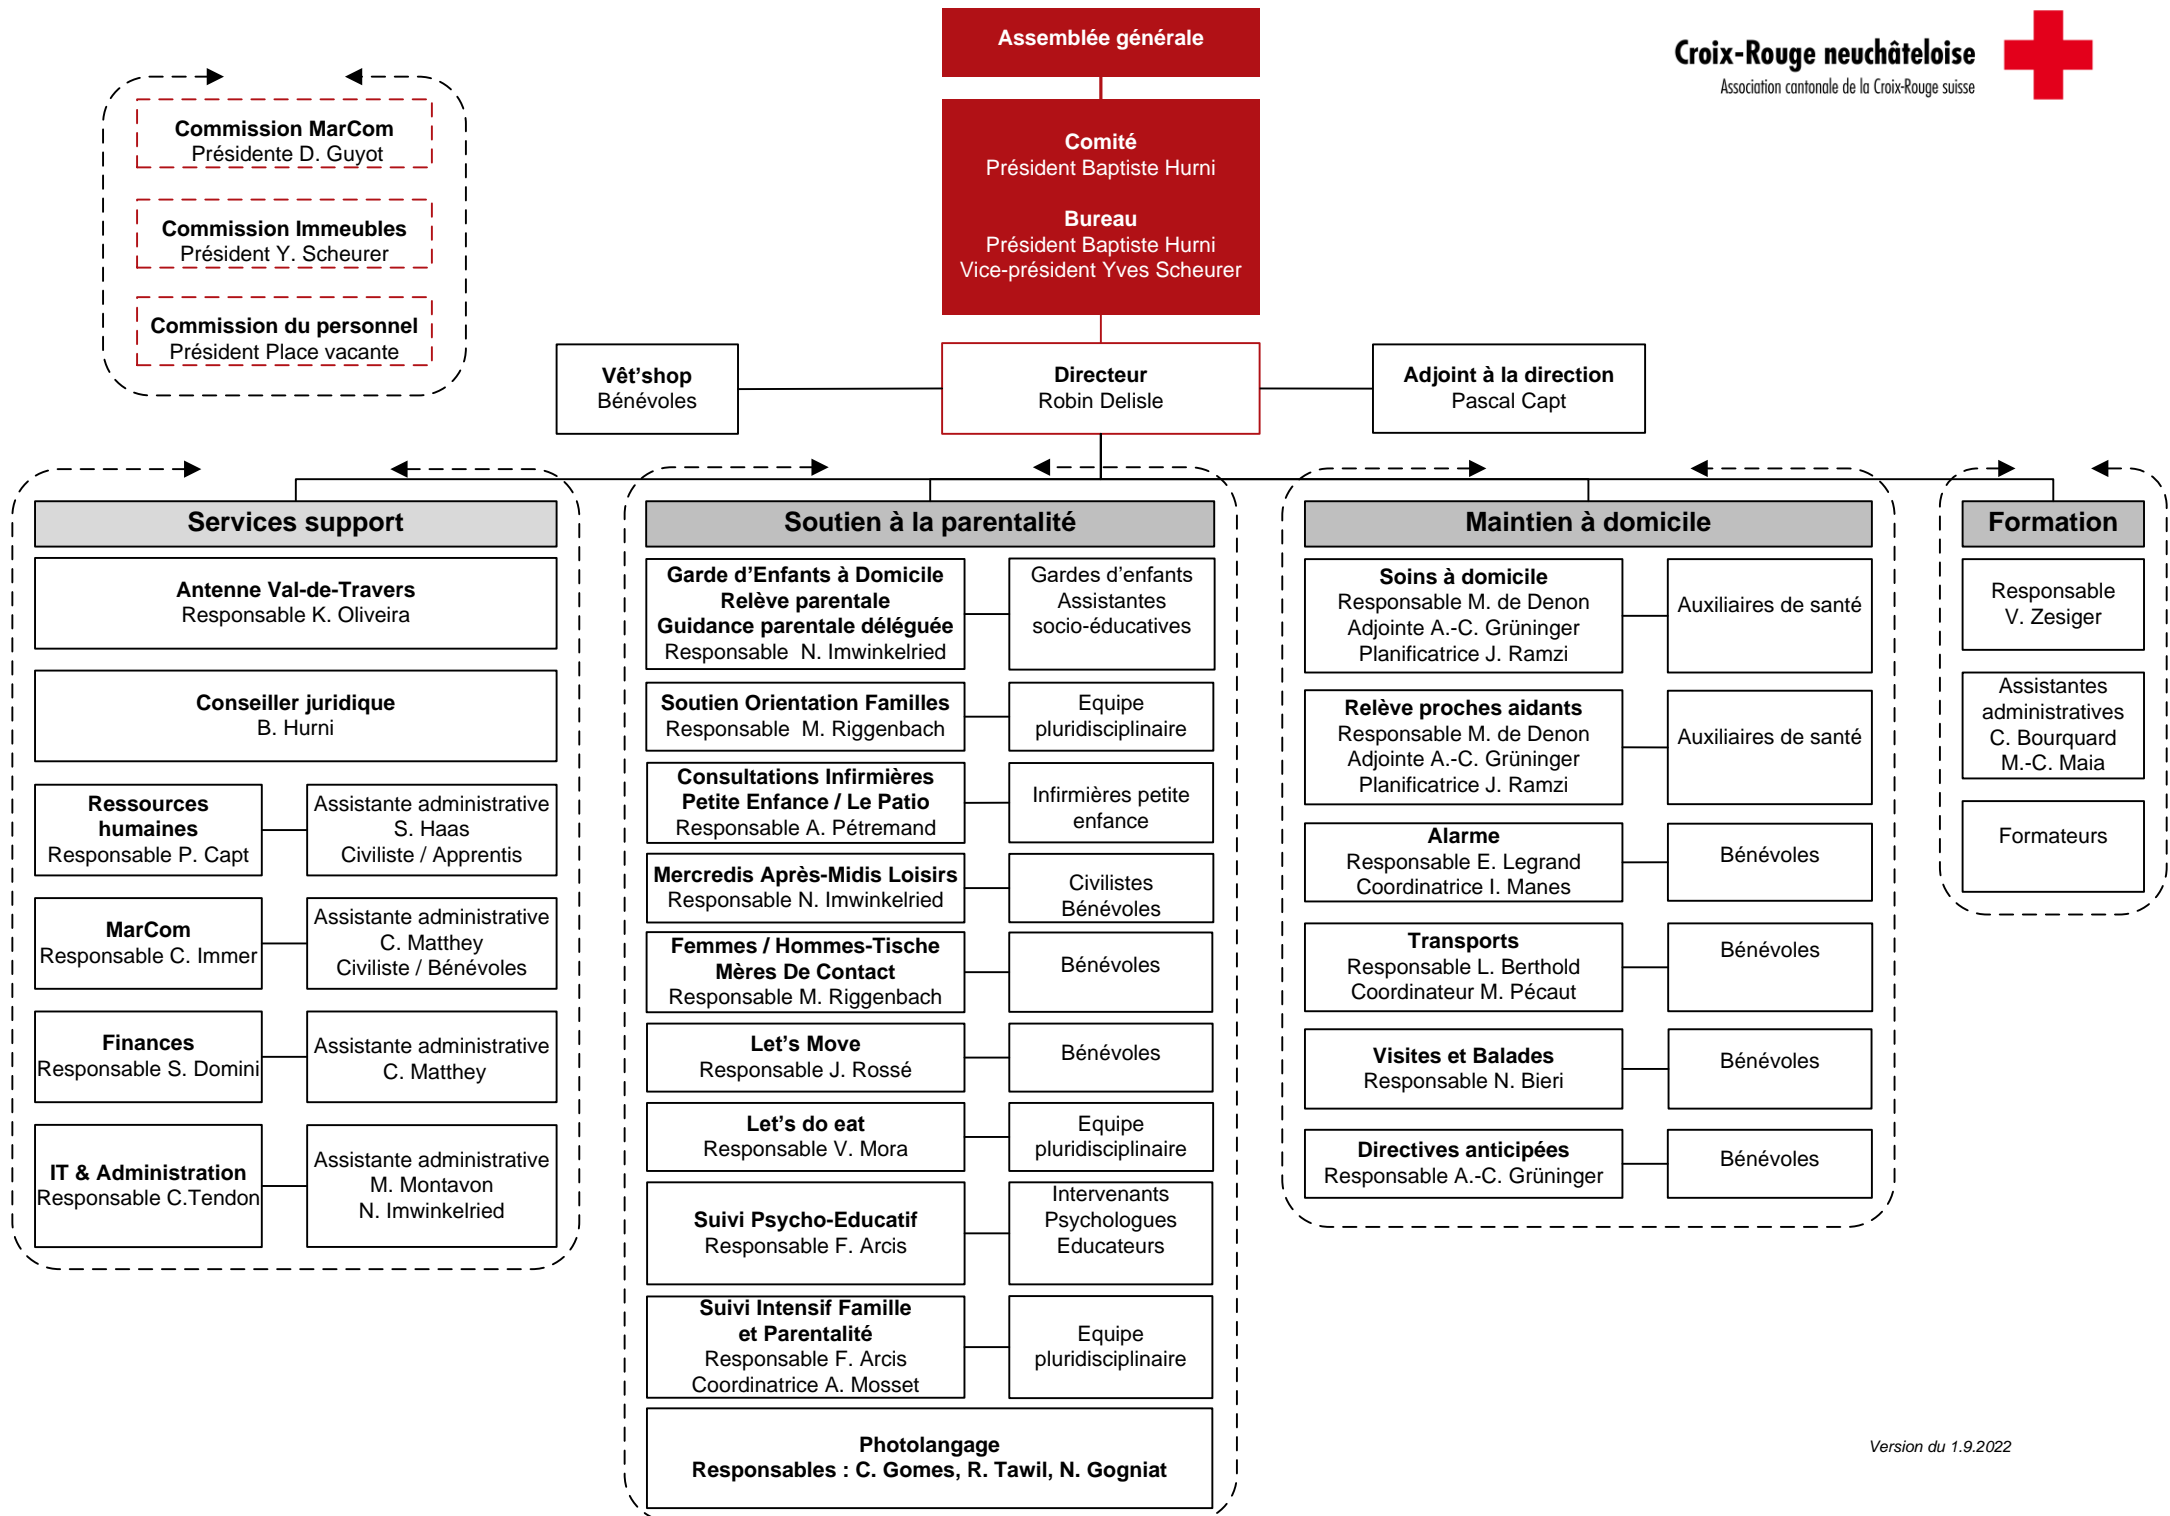 Assemblée générale
Croix-Rouge neuchâteloise
Association cantonale de la Croix-Rouge suisse
Commission MarCom
Présidente D. Guyot
Commission Immeubles
Président Y. Scheurer
Commission du personnel
Président Place vacante
Comité
Président Baptiste Hurni
Bureau
Président Baptiste Hurni
Vice-président Yves Scheurer
Vêt’shop
Bénévoles
Directeur
Robin Delisle
Adjoint à la direction
Pascal Capt
Services support
Antenne Val-de-Travers
Responsable K. Oliveira
Conseiller juridique
B. Hurni
Ressources
humaines
Responsable P. Capt
Assistante administrative
S. Haas
Civiliste / Apprentis
MarCom
Responsable C. Immer
Assistante administrative
C. Matthey
Civiliste / Bénévoles
Finances
Responsable S. Domini
Assistante administrative
C. Matthey
IT & Administration
Responsable C.Tendon
Assistante administrative
M. Montavon
N. Imwinkelried
Soutien à la parentalité
Garde d’Enfants à Domicile
Relève parentale
Guidance parentale déléguée
Responsable  N. Imwinkelried
Gardes d’enfants
Assistantes
socio-éducatives
Soutien Orientation Familles
Responsable  M. Riggenbach
Equipe
pluridisciplinaire
Consultations Infirmières
Petite Enfance / Le Patio
Responsable A. Pétremand
Infirmières petite
enfance
Mercredis Après-Midis Loisirs
Responsable N. Imwinkelried
Civilistes
Bénévoles
Femmes / Hommes-Tische
Mères De Contact
Responsable M. Riggenbach
Bénévoles
Let’s Move
Responsable J. Rossé
Bénévoles
Let’s do eat
Responsable V. Mora
Equipe
pluridisciplinaire
Suivi Psycho-Educatif
Responsable F. Arcis
Intervenants
Psychologues
Educateurs
Suivi Intensif Famille
et Parentalité
Responsable F. Arcis
Coordinatrice A. Mosset
Equipe
pluridisciplinaire
Photolangage
Responsables : C. Gomes, R. Tawil, N. Gogniat
Maintien à domicile
Soins à domicile
Responsable M. de Denon
Adjointe A.-C. Grüninger
Planificatrice J. Ramzi
Auxiliaires de santé
Relève proches aidants
Responsable M. de Denon
Adjointe A.-C. Grüninger
Planificatrice J. Ramzi
Auxiliaires de santé
Alarme
Responsable E. Legrand
Coordinatrice I. Manes
Bénévoles
Transports
Responsable L. Berthold
Coordinateur M. Pécaut
Bénévoles
Visites et Balades
Responsable N. Bieri
Bénévoles
Directives anticipées
Responsable A.-C. Grüninger
Bénévoles
Formation
Responsable
V. Zesiger
Assistantes
administratives
C. Bourquard
M.-C. Maia
Formateurs
Version du 1.9.2022